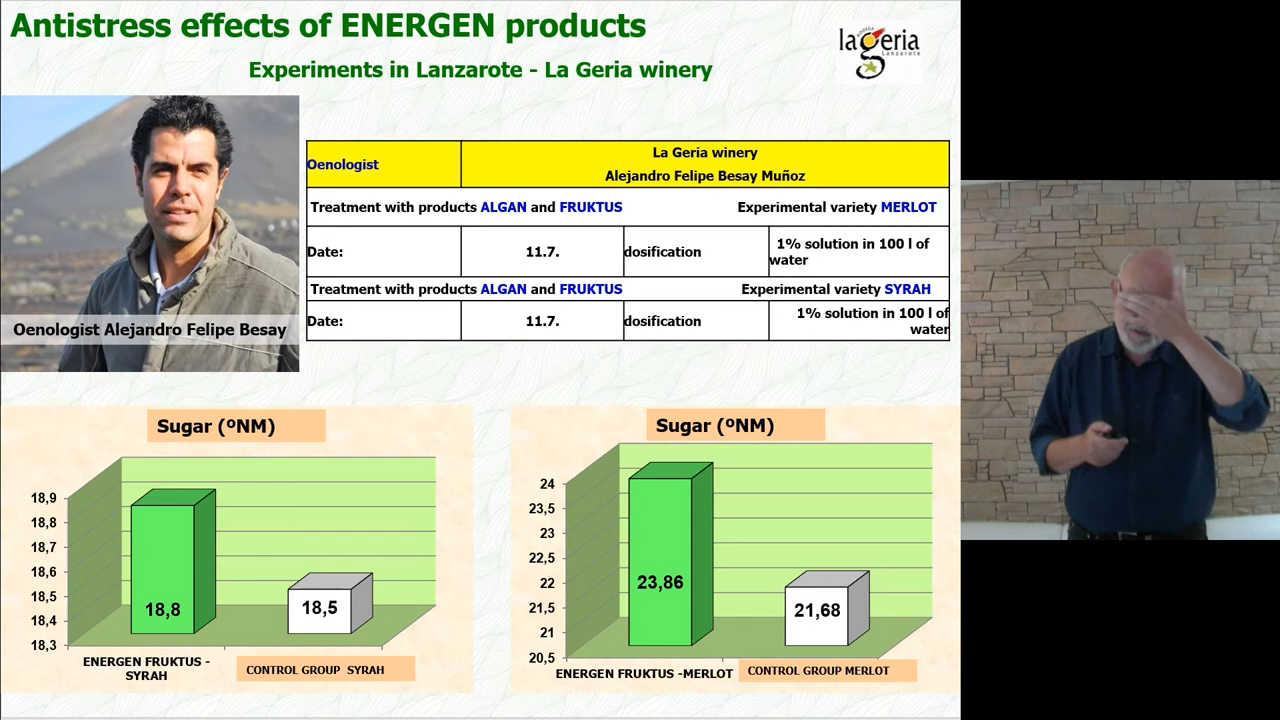 Antistress effects of ENERGEN products
Experiments in Lanzarote - La Geria winery
BODEGA
la geria
Lanzarote
Oenologist Alejandro Felipe Besay
Oenologist
La Geria winery
Alejandro Felipe Besay Muñoz
Treatment with products ALGAN and FRUKTUS Experimental variety MERLOT
Date: 11.7. dosification 1% solution in 100 l of
water
Treatment with products ALGAN and FRUKTUS Experimental variety SYRAH
Date: 11.7. dosification 1% solution in 100 l of
water
Sugar (ºNM)
18,9
18,8
18,7
18,6
18,5
18,4
18,3
18,8
18,5
ENERGEN FRUKTUS -
SYRAH
CONTROL GROUP SYRAH
Sugar (ºNM)
24
23,5
23
22,5
22
21,5
21
20,5
23,86
21,68
ENERGEN FRUKTUS -MERLOT
CONTROL GROUP MERLOT